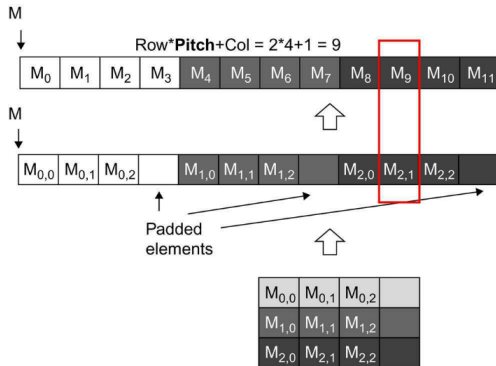 M
Row*Pitch+Col = 2*4+1 = 9
M₀ M₁ M₂ M₃ M₄ M₅ M₆ M₇ M₈ M₉ M₁₀ M₁₁
M
M₀,₀ M₀,₁ M₀,₂ M₁,₀ M₁,₁ M₁,₂ M₂,₀ M₂,₁ M₂,₂
Padded
elements
M₀,₀ M₀,₁ M₀,₂
M₁,₀ M₁,₁ M₁,₂
M₂,₀ M₂,₁ M₂,₂